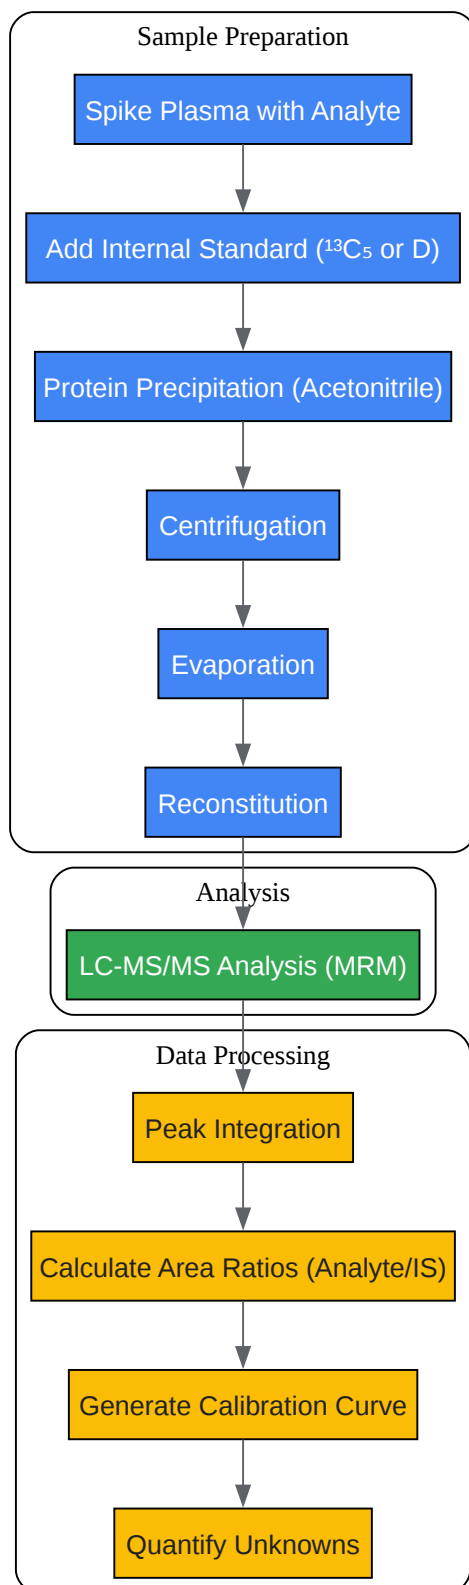 Sample Preparation
Spike Plasma with Analyte
Add Internal Standard (¹³C₅ or D)
Protein Precipitation (Acetonitrile)
Centrifugation
Evaporation
Reconstitution
Analysis
LC-MS/MS Analysis (MRM)
Data Processing
Peak Integration
Calculate Area Ratios (Analyte/IS)
Generate Calibration Curve
Quantify Unknowns